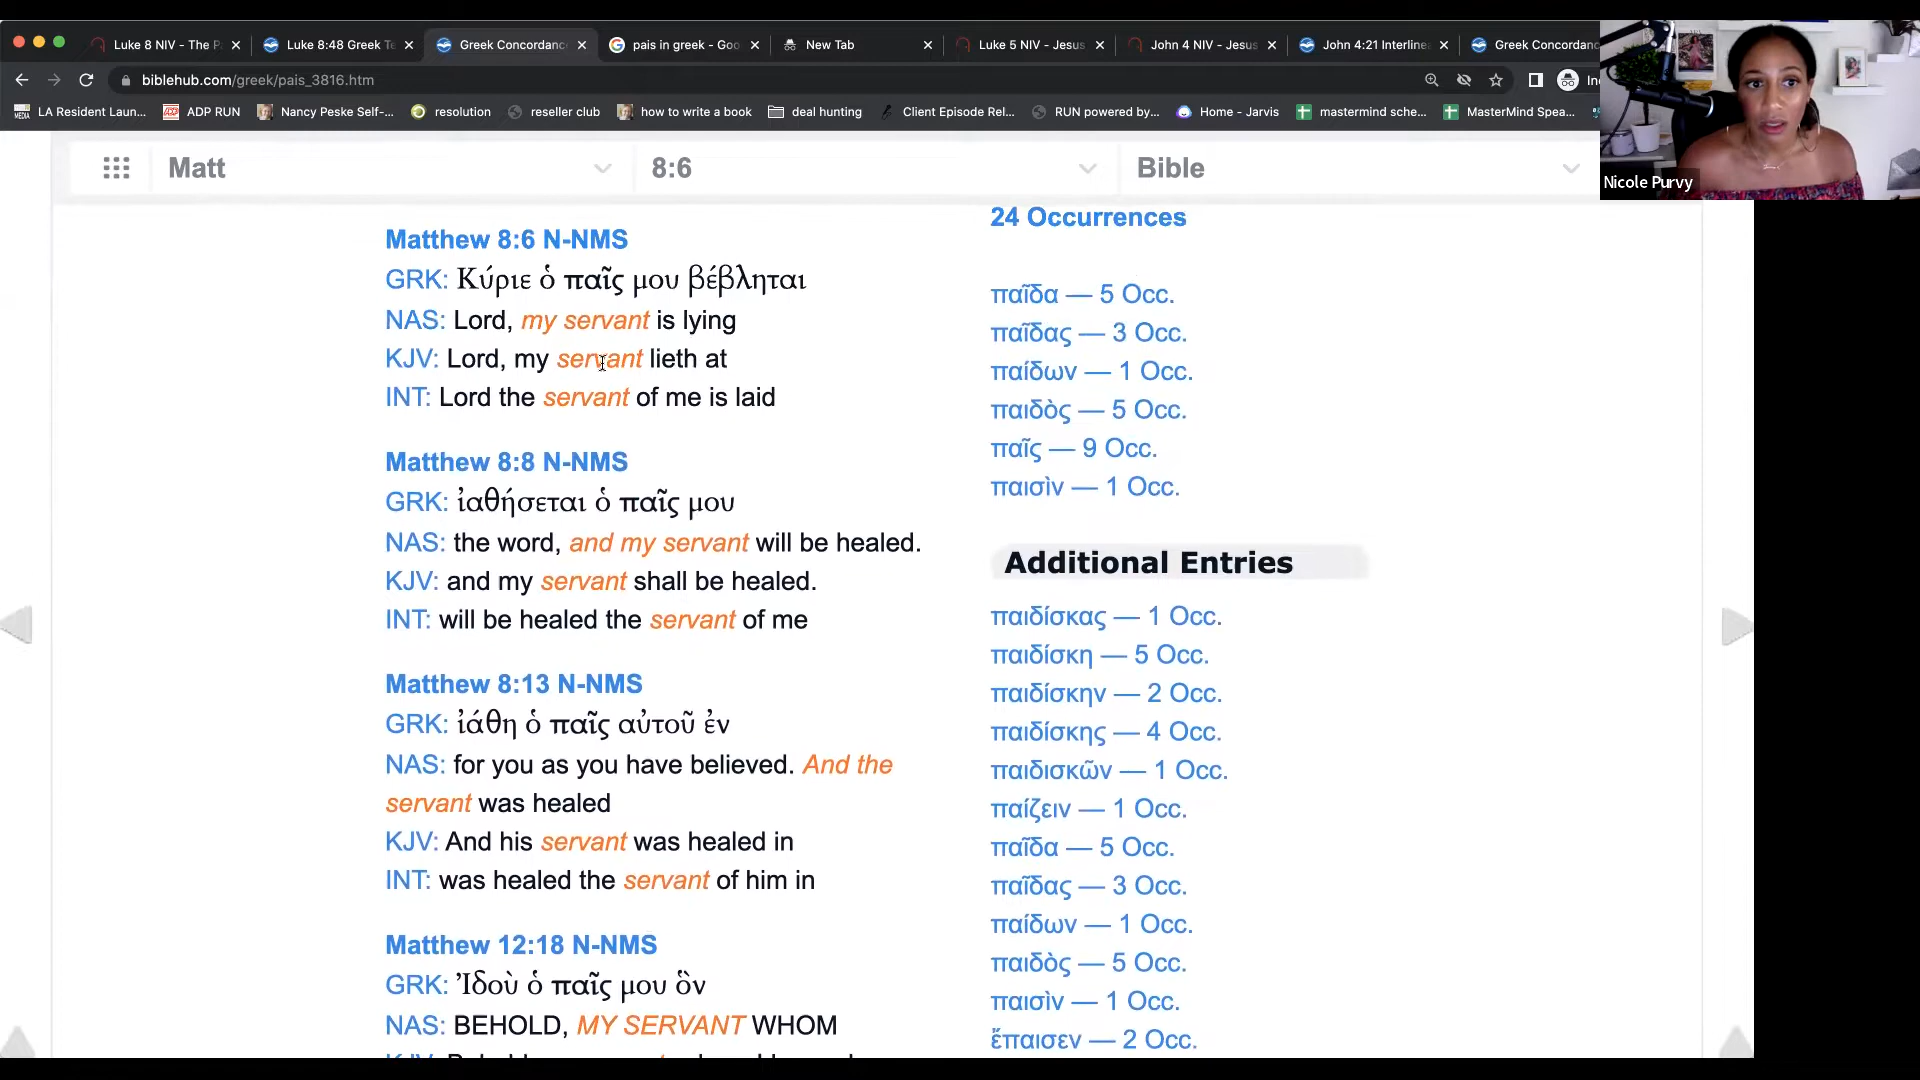 Luke 8 NIV - The P
Luke 8:48 Greek Te
Greek Concordanc
pais in greek - Goo
New Tab
Luke 5 NIV - Jesus
John 4 NIV - Jesus
John 4:21 Interline
Greek Concordanc
biblehub.com/greek/pais_3816.htm
LA Resident Laun...
ADP RUN
Nancy Peske Self-...
resolution
reseller club
how to write a book
deal hunting
Client Episode Rel...
RUN powered by...
Home - Jarvis
mastermind sche...
MasterMind Spea...
Nicole Purvy
Matt
8:6
Bible
Matthew 8:6 N-NMS
GRK: Κύριε ὁ παῖς μου βέβληται
NAS: Lord, my servant is lying
KJV: Lord, my servant lieth at
INT: Lord the servant of me is laid
Matthew 8:8 N-NMS
GRK: ἰαθήσεται ὁ παῖς μου
NAS: the word, and my servant will be healed.
KJV: and my servant shall be healed.
INT: will be healed the servant of me
Matthew 8:13 N-NMS
GRK: ἰάθη ὁ παῖς αὐτοῦ ἐν
NAS: for you as you have believed. And the
servant was healed
KJV: And his servant was healed in
INT: was healed the servant of him in
Matthew 12:18 N-NMS
GRK: Ἰδοὺ ὁ παῖς μου ὃν
NAS: BEHOLD, MY SERVANT WHOM
24 Occurrences
παῖδα — 5 Occ.
παῖδας — 3 Occ.
παίδων — 1 Occ.
παιδὸς — 5 Occ.
παῖς — 9 Occ.
παισὶν — 1 Occ.
Additional Entries
παιδίσκας — 1 Occ.
παιδίσκη — 5 Occ.
παιδίσκην — 2 Occ.
παιδίσκης — 4 Occ.
παιδισκῶν — 1 Occ.
παίζειν — 1 Occ.
παῖδα — 5 Occ.
παῖδας — 3 Occ.
παίδων — 1 Occ.
παιδὸς — 5 Occ.
παισὶν — 1 Occ.
ἔπαισεν — 2 Occ.